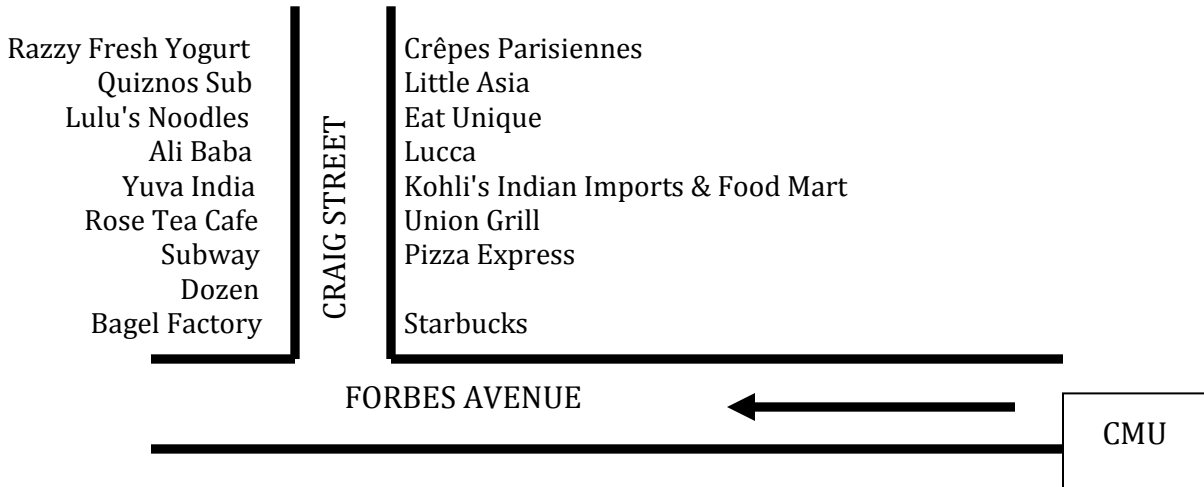 Razzy Fresh Yogurt
Quiznos Sub
Lulu's Noodles
Ali Baba
Yuva India
Rose Tea Cafe
Subway
Dozen
Bagel Factory
CRAIG STREET
Crêpes Parisiennes
Little Asia
Eat Unique
Lucca
Kohli's Indian Imports & Food Mart
Union Grill
Pizza Express
Starbucks
FORBES AVENUE
CMU